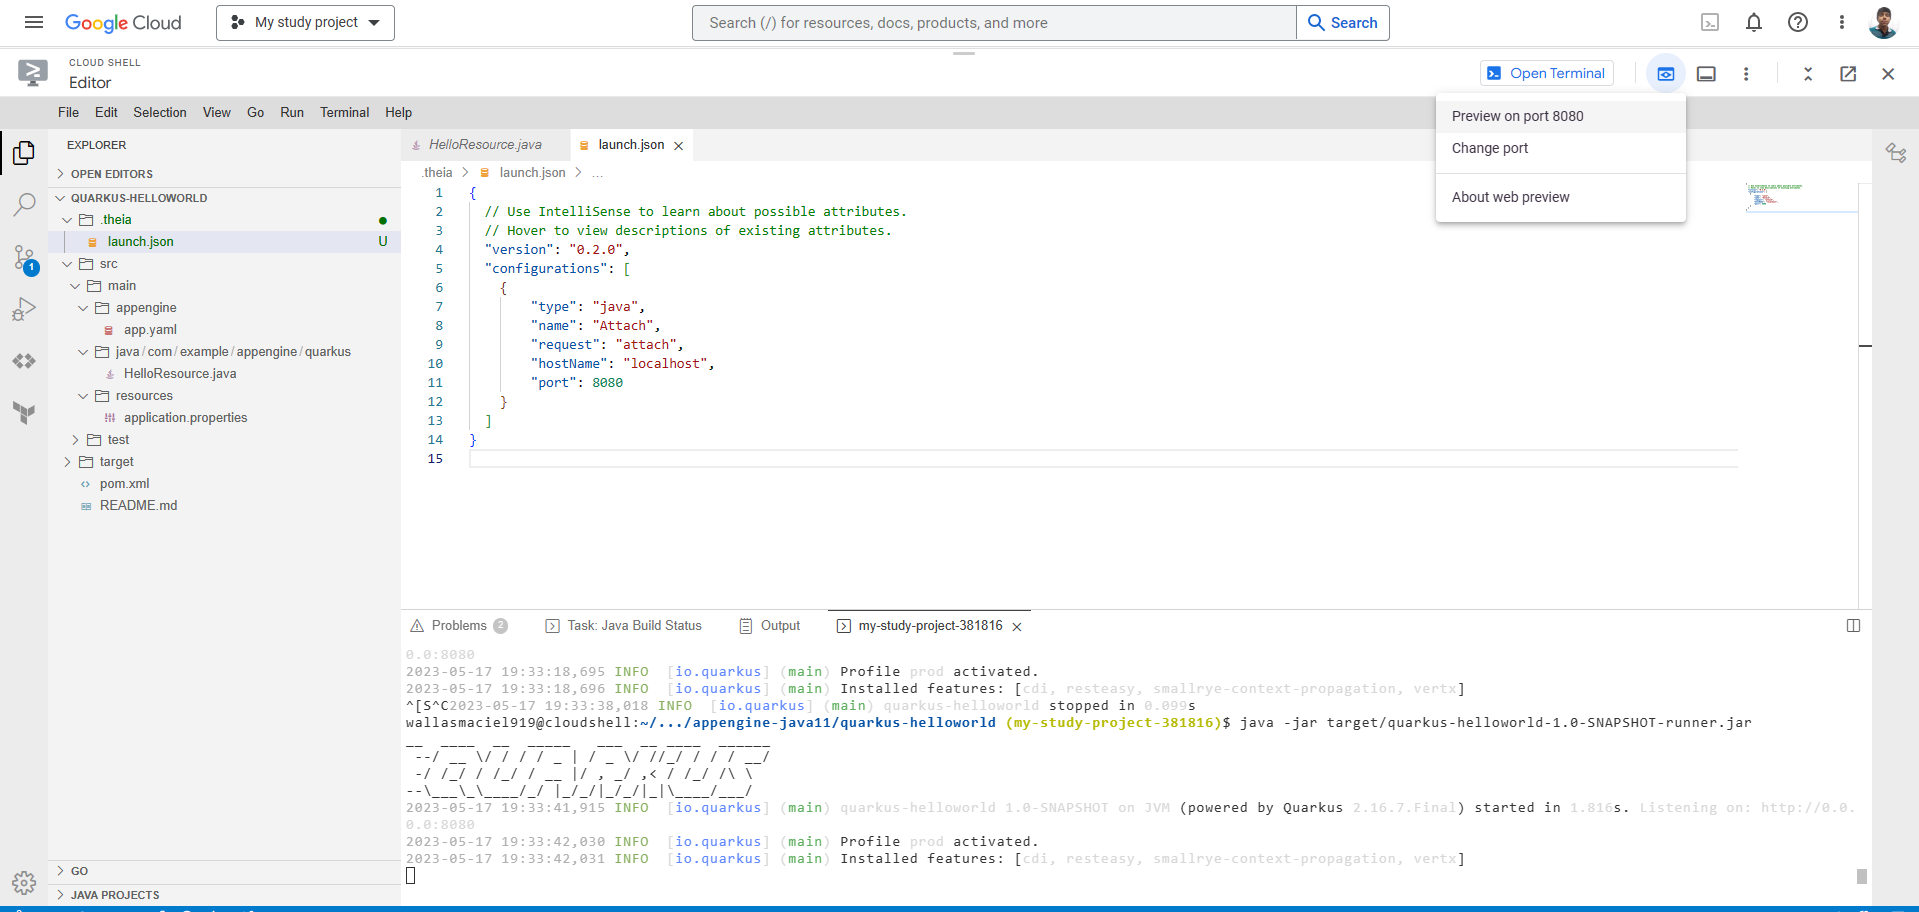 Google Cloud
My study project
Search (/) for resources, docs, products, and more
Search
CLOUD SHELL
Editor
Open Terminal
File Edit Selection View Go Run Terminal Help
Preview on port 8080
Change port
About web preview
EXPLORER
OPEN EDITORS
QUARKUS-HELLOWORLD
.theia
launch.json U
src
main
appengine
app.yaml
java/com/example/appengine/quarkus
HelloResource.java
resources
application.properties
test
target
pom.xml
README.md
GO
JAVA PROJECTS
1
HelloResource.java
launch.json
.theia > launch.json > ...
1 {
2 // Use IntelliSense to learn about possible attributes.
3 // Hover to view descriptions of existing attributes.
4 "version": "0.2.0",
5 "configurations": [
6 {
7 "type": "java",
8 "name": "Attach",
9 "request": "attach",
10 "hostName": "localhost",
11 "port": 8080
12 }
13 ]
14 }
15
Problems 2 Task: Java Build Status Output my-study-project-381816
0.0:8080
2023-05-17 19:33:18,695 INFO [io.quarkus] (main) Profile prod activated.
2023-05-17 19:33:18,696 INFO [io.quarkus] (main) Installed features: [cdi, resteasy, smallrye-context-propagation, vertx]
^[S^C2023-05-17 19:33:38,018 INFO [io.quarkus] (main) quarkus-helloworld stopped in 0.099s
wallasmaciel919@cloudshell:~/.../appengine-java11/quarkus-helloworld (my-study-project-381816)$ java -jar target/quarkus-helloworld-1.0-SNAPSHOT-runner.jar
__ ____ __ _____ ___ __ ____ ______
--/ __ \/ / / / _ | / _ \/ //_/ / / / __/
-/ /_/ / /_/ / __ |/ , _/ ,< / /_/ /\ \
--\___\_\____/_/ |_/_/|_/_/|_|\____/___/
2023-05-17 19:33:41,915 INFO [io.quarkus] (main) quarkus-helloworld 1.0-SNAPSHOT on JVM (powered by Quarkus 2.16.7.Final) started in 1.816s. Listening on: http://0.0.
0.0:8080
2023-05-17 19:33:42,030 INFO [io.quarkus] (main) Profile prod activated.
2023-05-17 19:33:42,031 INFO [io.quarkus] (main) Installed features: [cdi, resteasy, smallrye-context-propagation, vertx]